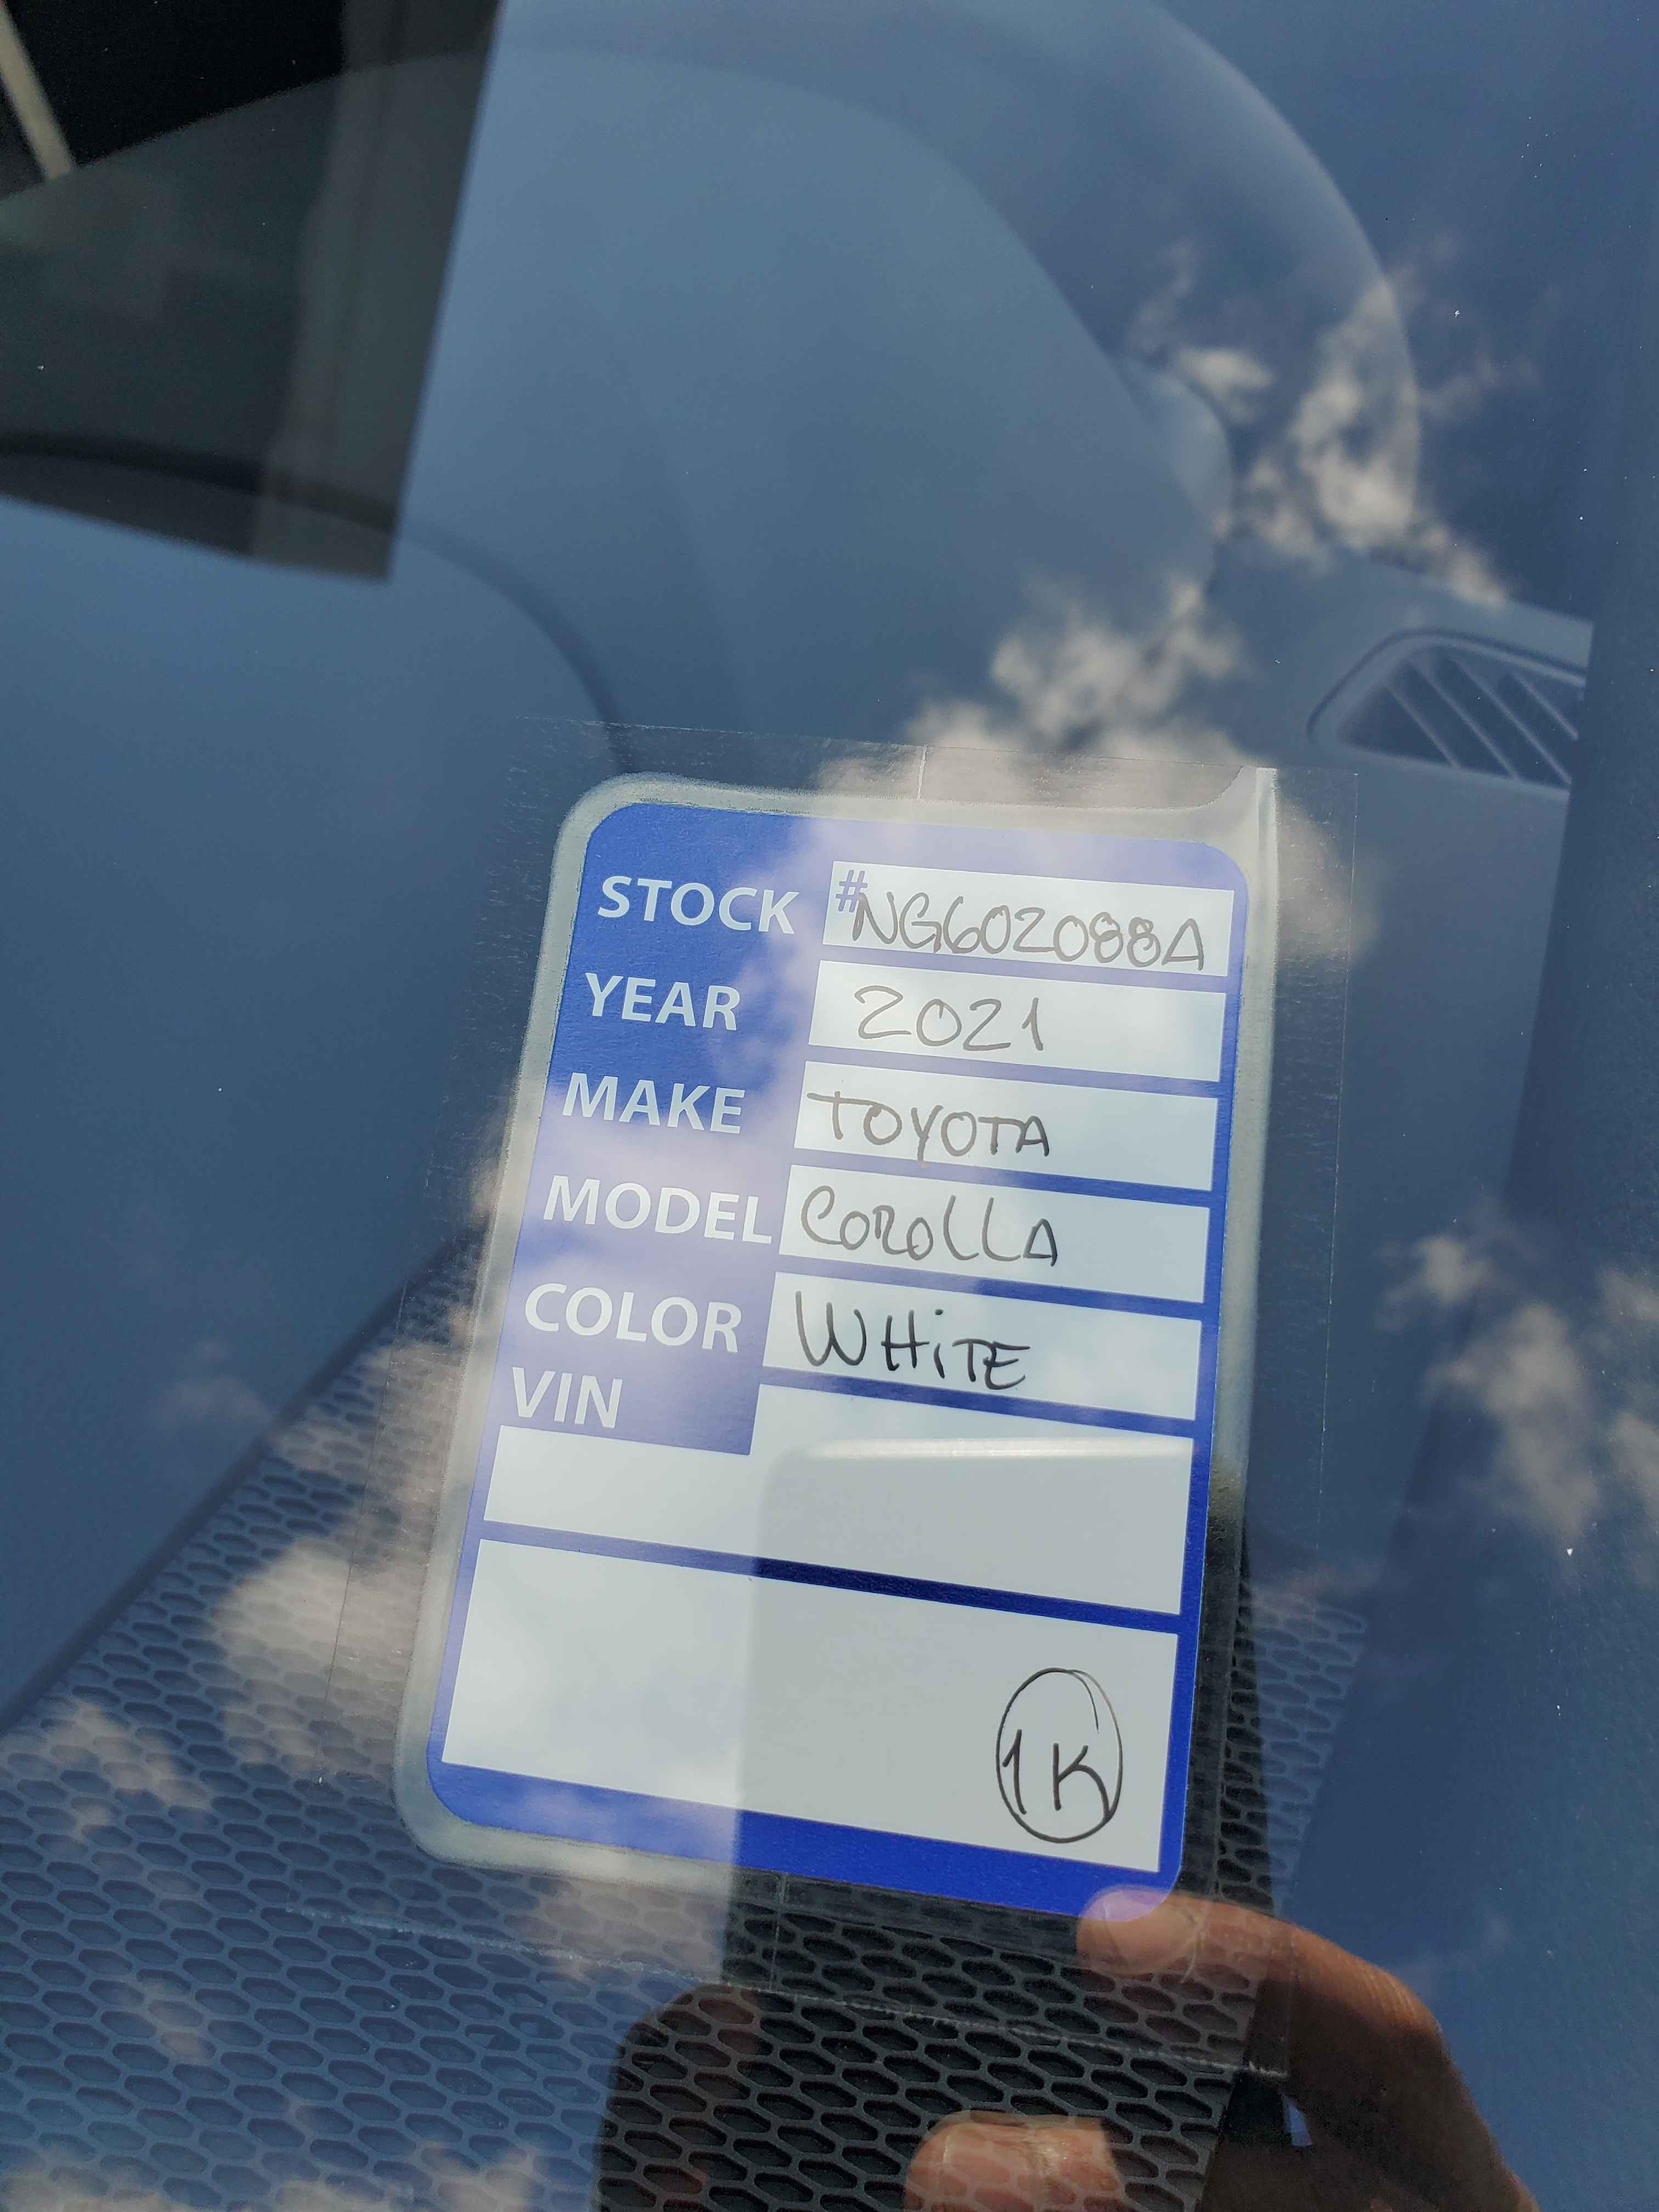 STOCK #NG602088A
YEAR 2021
MAKE TOYOTA
MODEL COROLLA
COLOR WHiTE
VIN
1K